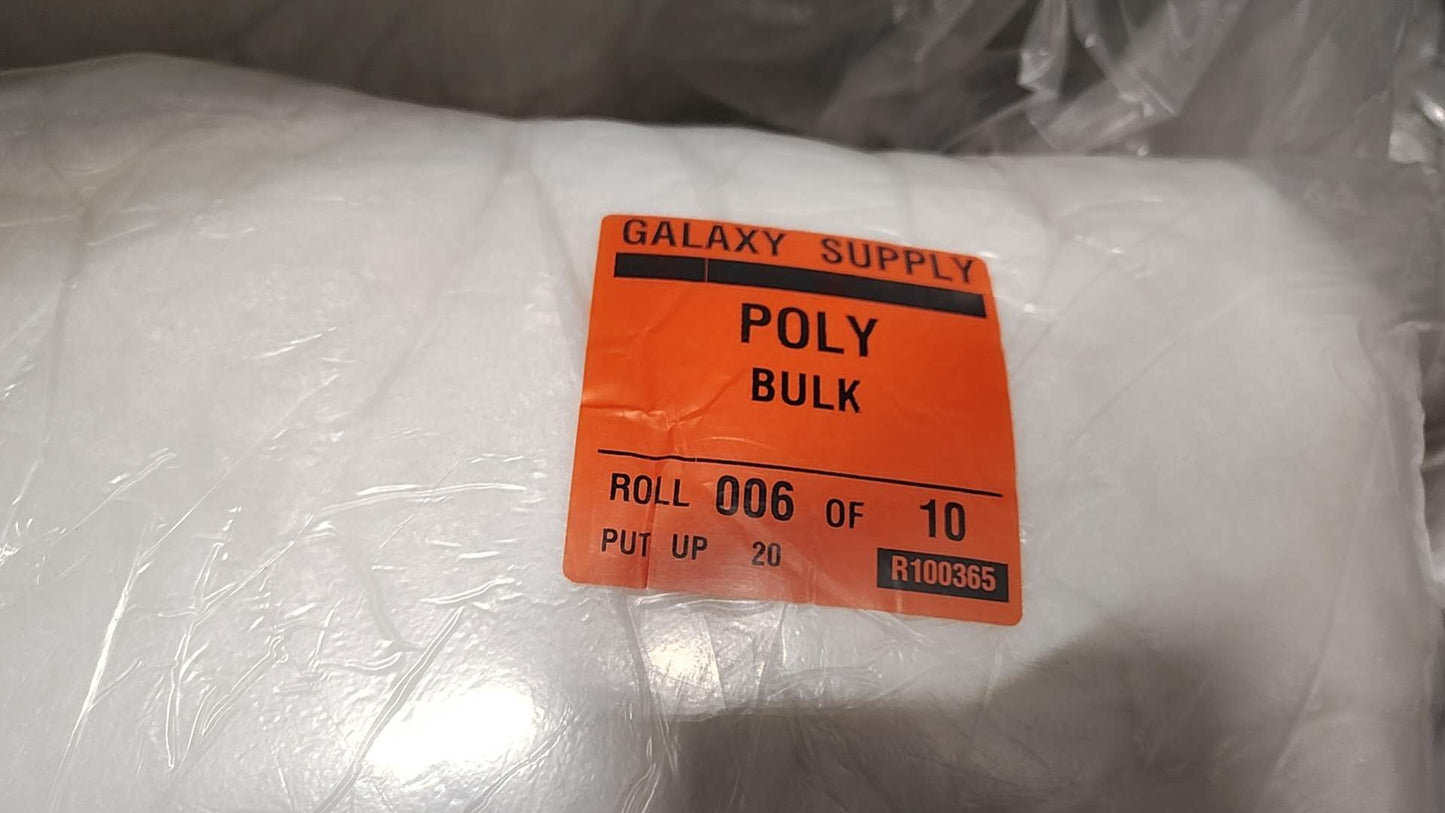 GALAXY SUPPLY
POLY
BULK
ROLL 006 OF 10
PUT UP 20
R100365